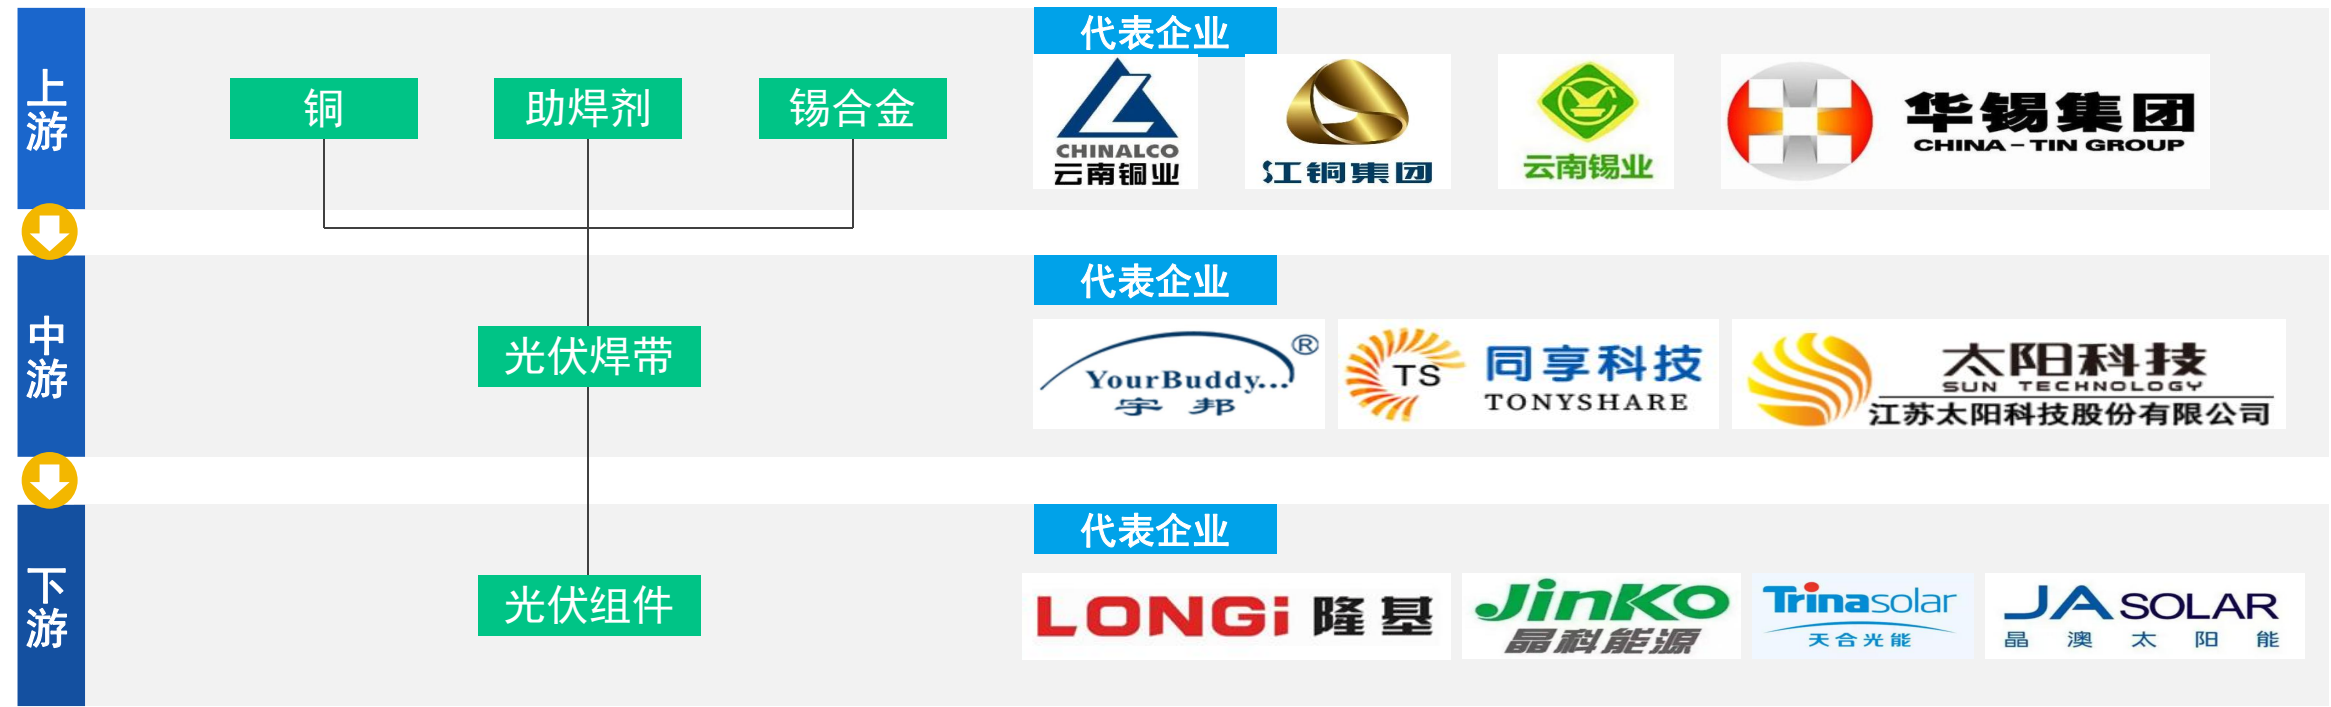 上游
铜
助焊剂
锡合金
代表企业
CHINALCO
云南铜业
江铜集团
云南锡业
华锡集团
CHINA-TIN GROUP
中游
光伏焊带
代表企业
YourBuddy...®
宇邦
TS
同享科技
TONYSHARE
太阳科技
SUN TECHNOLOGY
江苏太阳科技股份有限公司
下游
光伏组件
代表企业
LONGi 隆基
JinKO
晶科能源
Trinasolar
天合光能
JA SOLAR
晶澳太阳能